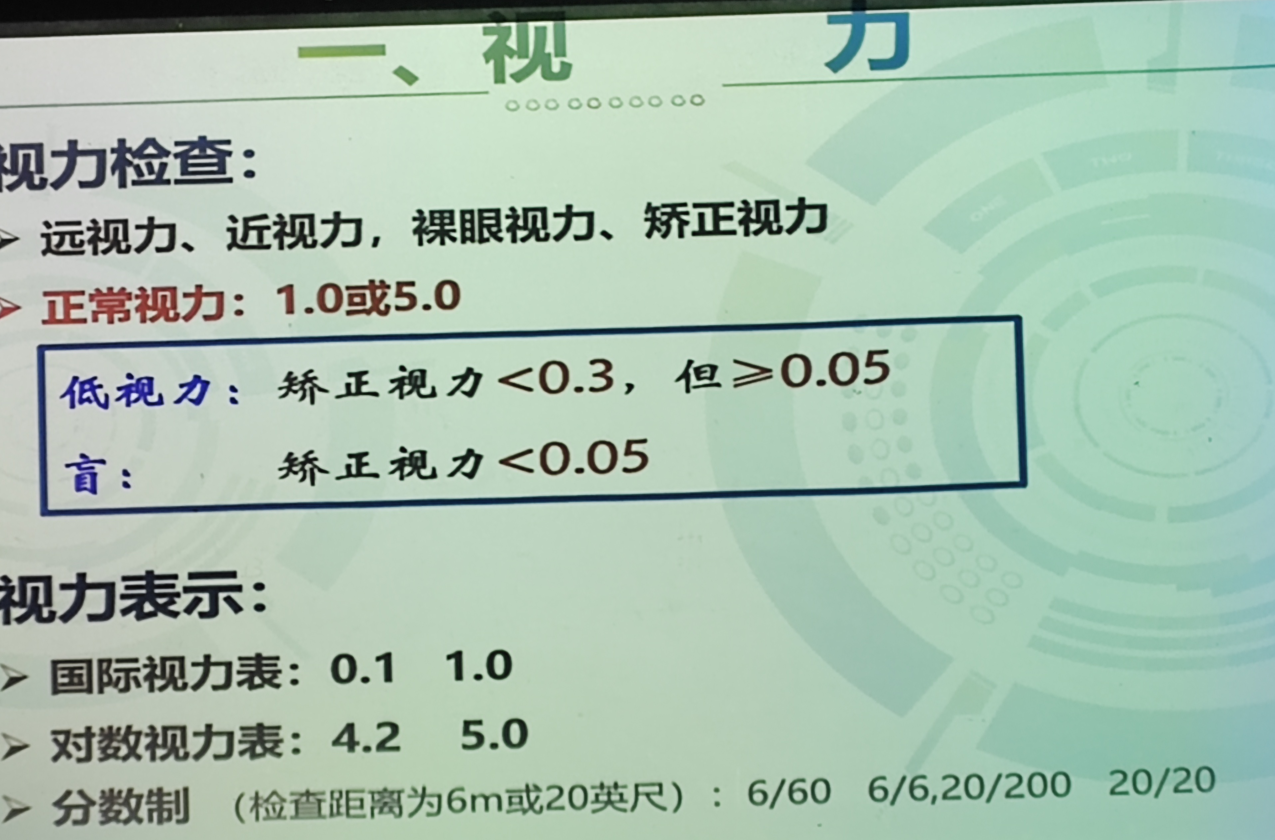 一、视 力
视力检查：
➢ 远视力、近视力，裸眼视力、矫正视力
➢ 正常视力：1.0或5.0
低视力：矫正视力<0.3，但≥0.05
盲： 矫正视力<0.05
视力表示：
➢ 国际视力表：0.1 1.0
➢ 对数视力表：4.2 5.0
➢ 分数制 （检查距离为6m或20英尺）：6/60 6/6,20/200 20/20
ONE
TWO